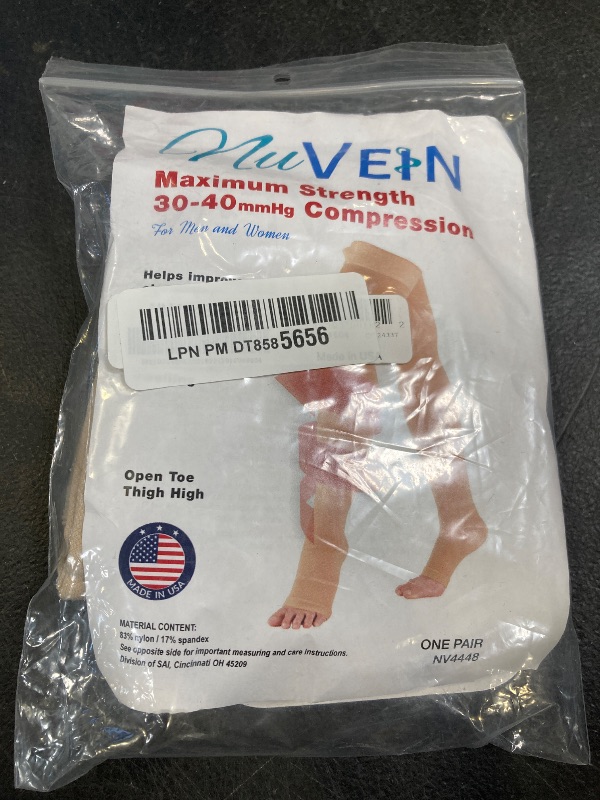 NuVEIN
Maximum Strength
30-40mmHg Compression
For Men and Women
Helps
LPN PM DT8585656
Made in USA
Open Toe
Thigh High
MADE IN USA
MATERIAL CONTENT:
83% nylon / 17% spandex
See opposite side for important measuring and care instructions.
Division of SAI, Cincinnati OH 45209
ONE PAIR
NV4448